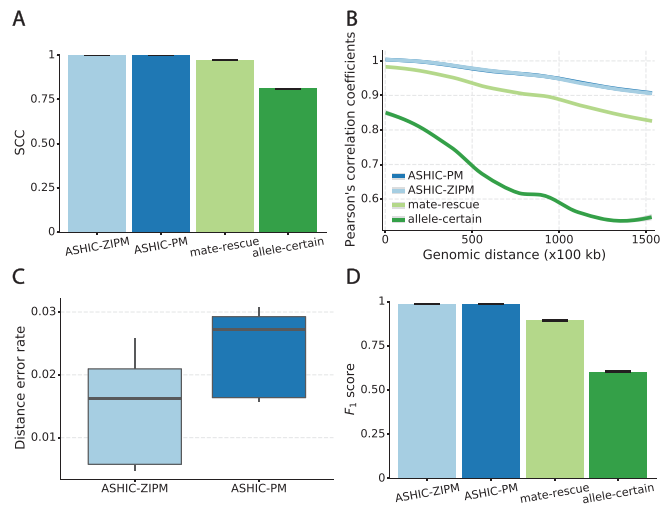 A
SCC
1
0.75
0.5
0.25
0
ASHIC-ZIPM
ASHIC-PM
mate-rescue
allele-certain
B
Pearson's correlation coefficients
1
0.9
0.8
0.7
0.6
ASHIC-PM
ASHIC-ZIPM
mate-rescue
allele-certain
0
500
1000
1500
Genomic distance (x100 kb)
C
Distance error rate
0.03
0.02
0.01
ASHIC-ZIPM
ASHIC-PM
D
F1 score
1
0.75
0.50
0.25
0
ASHIC-ZIPM
ASHIC-PM
mate-rescue
allele-certain